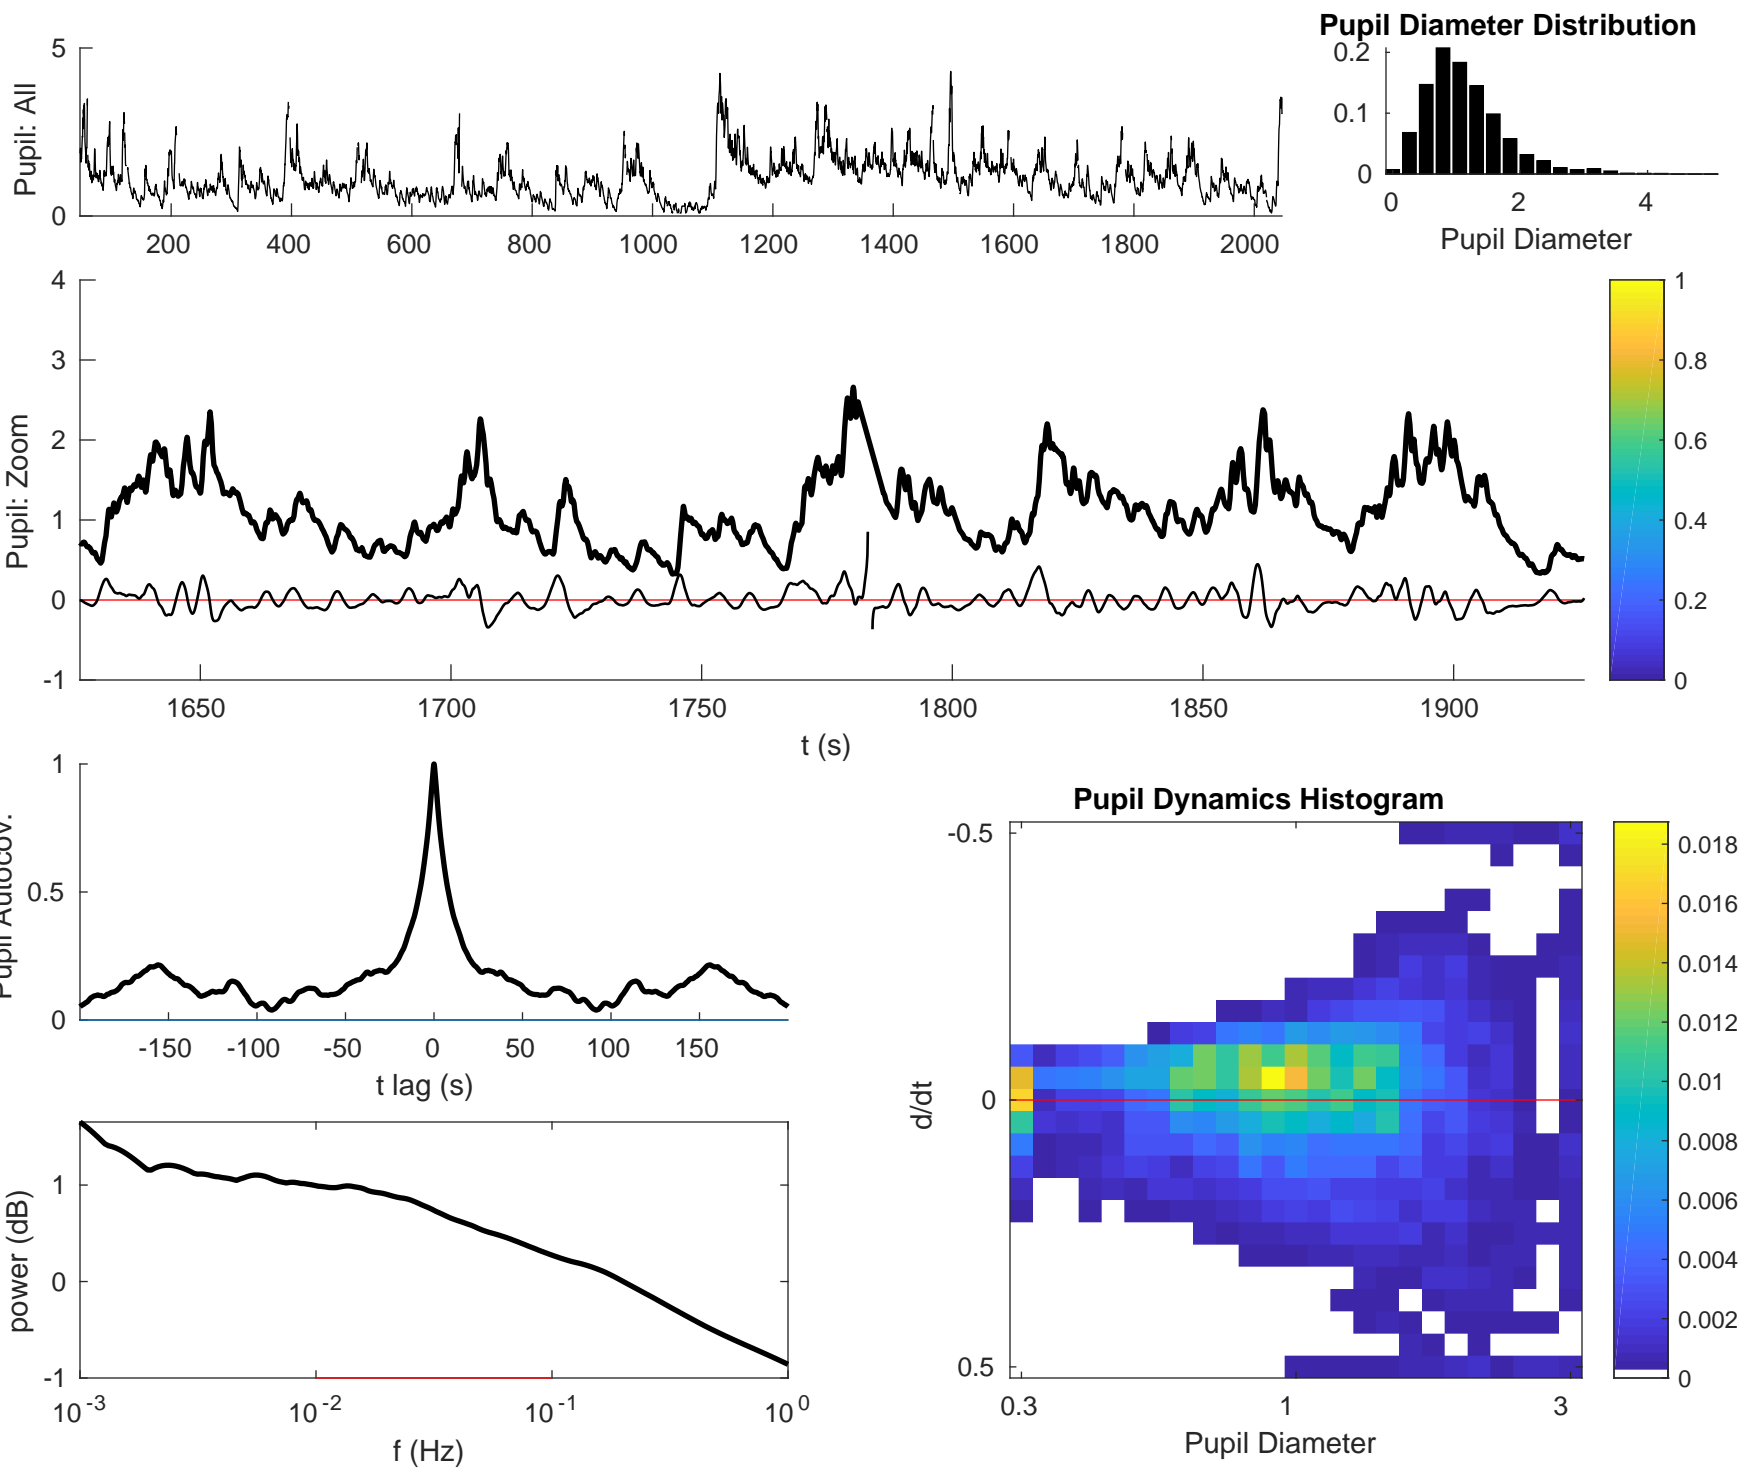 Pupil Diameter Distribution
Pupil: All
5
0
200 400 600 800 1000 1200 1400 1600 1800 2000
0.2
0.1
0
0 2 4
Pupil Diameter
Pupil: Zoom
4
3
2
1
0
-1
1650 1700 1750 1800 1850 1900
t (s)
1
0.8
0.6
0.4
0.2
0
Pupil Autocov.
1
0.5
0
-150 -100 -50 0 50 100 150
t lag (s)
power (dB)
1
0
-1
10^-3 10^-2 10^-1 10^0
f (Hz)
Pupil Dynamics Histogram
d/dt
-0.5
0
0.5
0.3 1 3
Pupil Diameter
0.018
0.016
0.014
0.012
0.01
0.008
0.006
0.004
0.002
0